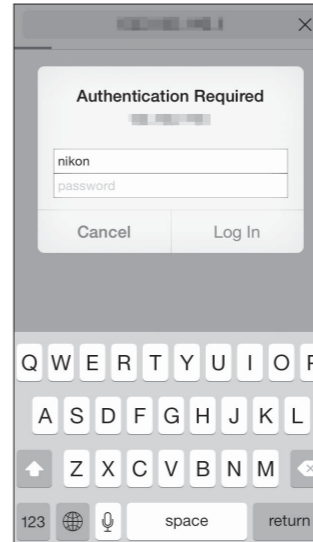 Authentication Required
nikon
password
Cancel Log In
Q W E R T Y U I O P
A S D F G H J K L
Z X C V B N M
123 space return